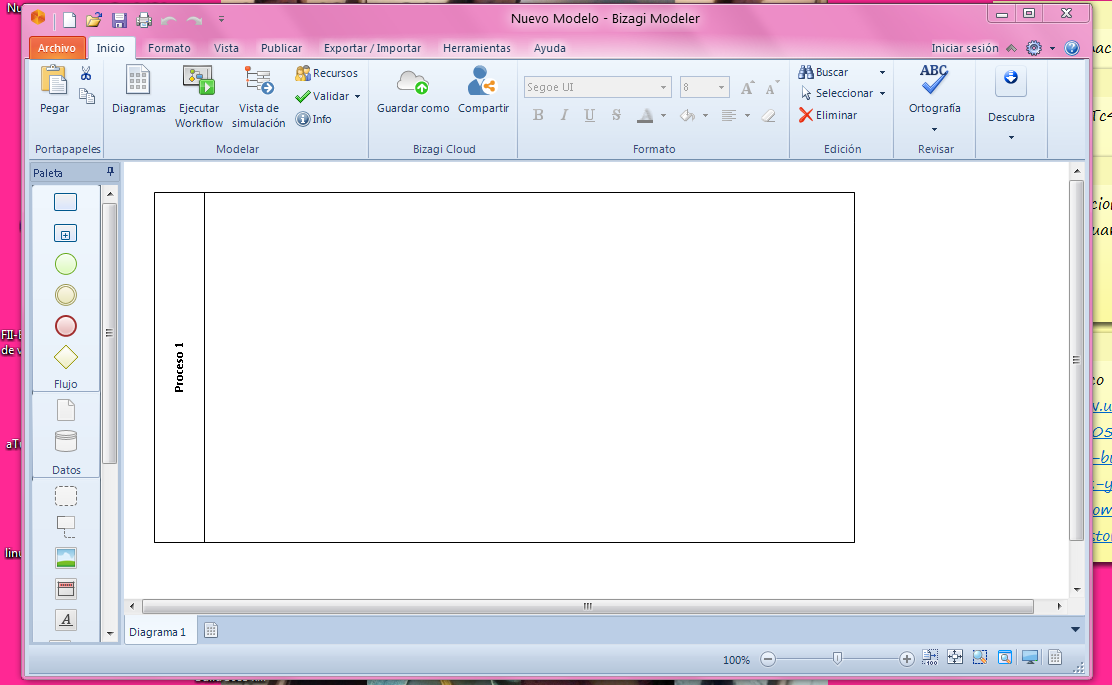 Nuevo Modelo - Bizagi Modeler
Archivo Inicio Formato Vista Publicar Exportar / Importar Herramientas Ayuda Iniciar sesión
Pegar
Portapapeles
Diagramas
Ejecutar
Workflow
Vista de
simulación
Recursos
Validar
Info
Modelar
Guardar como
Compartir
Bizagi Cloud
Segoe UI 8
B I U S A
Formato
Buscar
Seleccionar
Eliminar
Edición
ABC
Ortografía
Revisar
Descubra
Paleta
Flujo
Datos
A
Proceso 1
Diagrama 1
100%